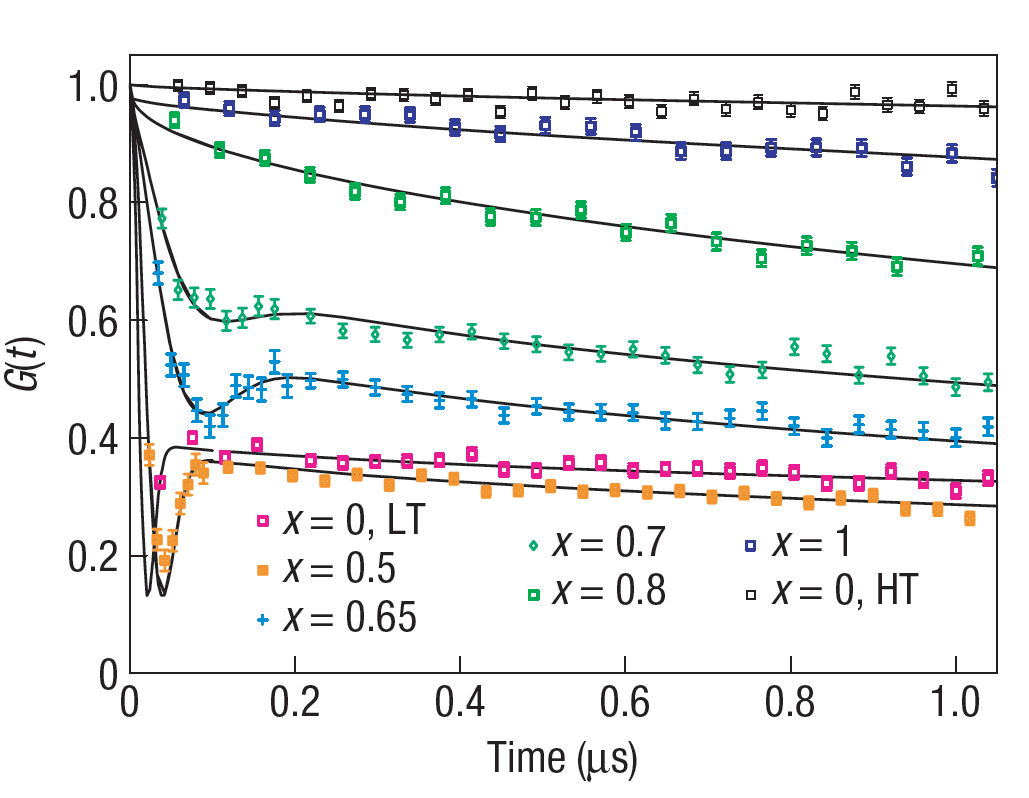 G(t)
1.0
0.8
0.6
0.4
0.2
0
0 0.2 0.4 0.6 0.8 1.0
Time (μs)
x = 0, LT
x = 0.5
x = 0.65
x = 0.7
x = 0.8
x = 1
x = 0, HT